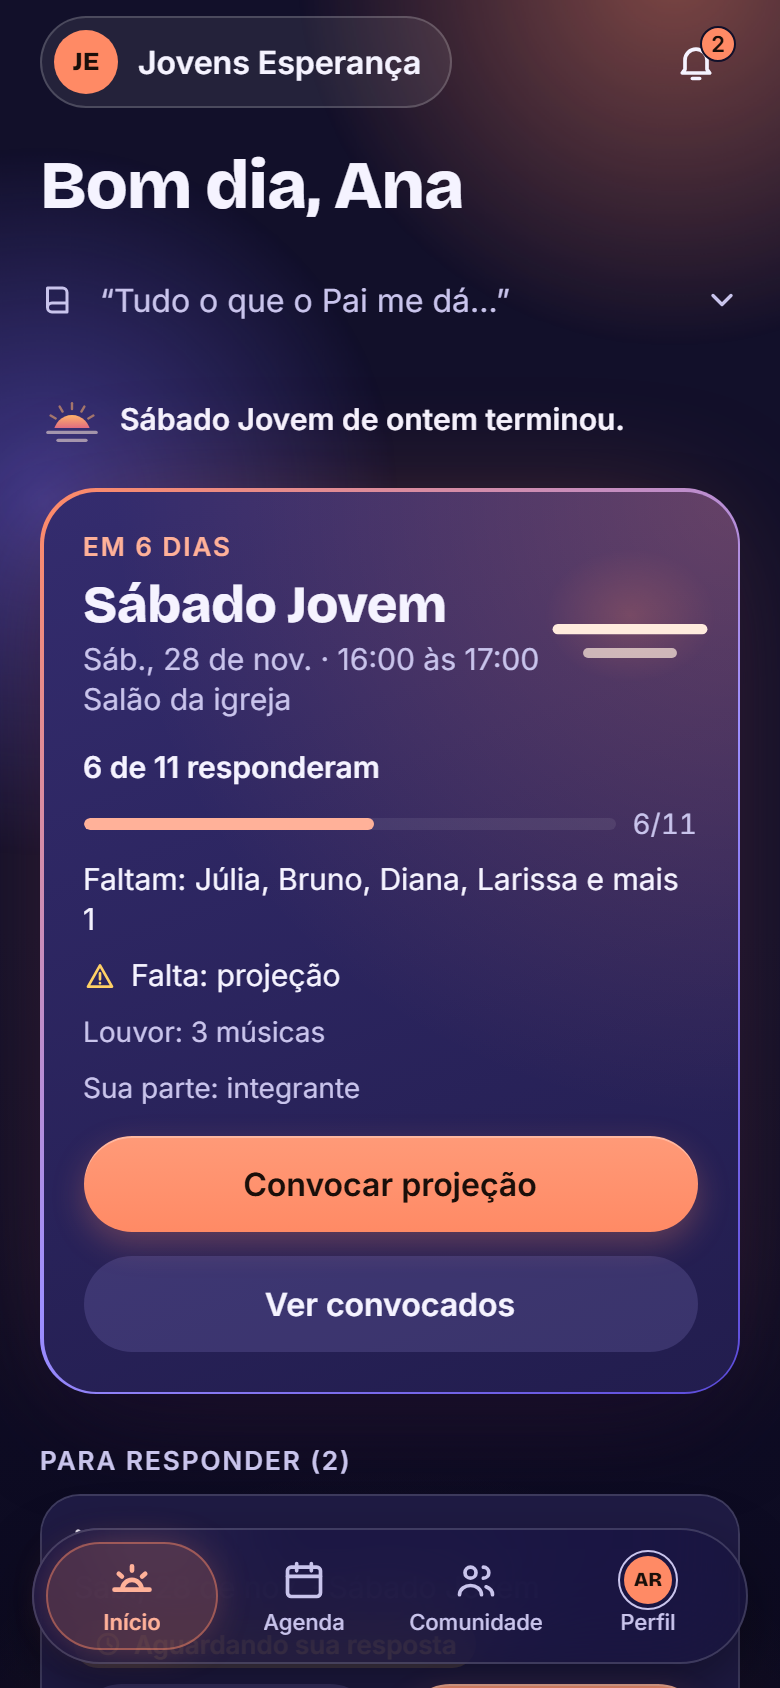 JE
Jovens Esperança
2
Bom dia, Ana
“Tudo o que o Pai me dá...”
Sábado Jovem de ontem terminou.
EM 6 DIAS
Sábado Jovem
Sáb., 28 de nov. · 16:00 às 17:00
Salão da igreja
6 de 11 responderam
6/11
Faltam: Júlia, Bruno, Diana, Larissa e mais
1
Falta: projeção
Louvor: 3 músicas
Sua parte: integrante
Convocar projeção
Ver convocados
PARA RESPONDER (2)
Início
Agenda
Comunidade
AR
Perfil
Aguardando sua resposta